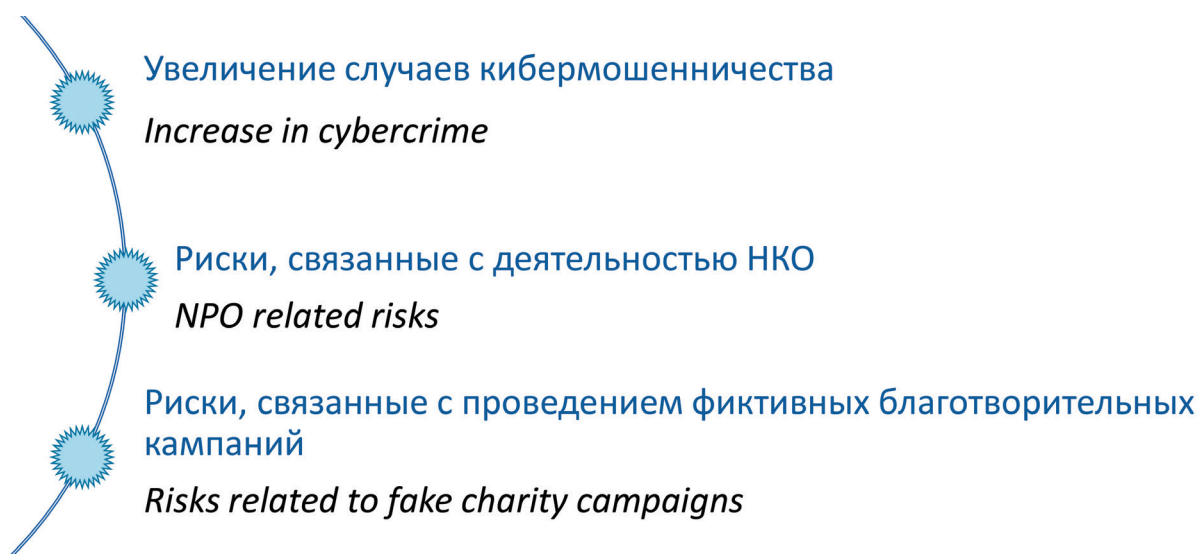 Увеличение случаев кибермошенничества
Increase in cybercrime
Риски, связанные с деятельностью НКО
NPO related risks
Риски, связанные с проведением фиктивных благотворительных
кампаний
Risks related to fake charity campaigns